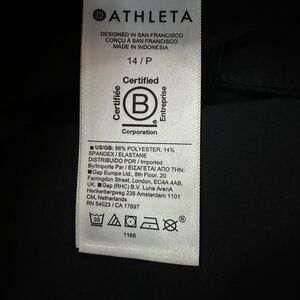 ATHLETA
DESIGNED IN SAN FRANCISCO
CONÇU À SAN FRANCISCO
MADE IN INDONESIA
14 / P
Certified
Certifiée
B
Entreprise
Corporation
■ US/GB: 86% POLYESTER, 14%
SPANDEX / ELASTANE
DISTRIBUIDO POR / Imported
By/Importe Par / ΕΙΣΑΓΕΤΑΙ ΑΠΟ ΤΗΝ:
■ Gap Europe Ltd., 8th Floor, 20
Farringdon Street, London, EC4A 4AB,
UK. ■ Gap (RHC) B.V. Luna ArenA
Herikerbergweg 238 Amsterdam 1101
CM, Netherlands
RN 54023 / CA 17897
30
1166